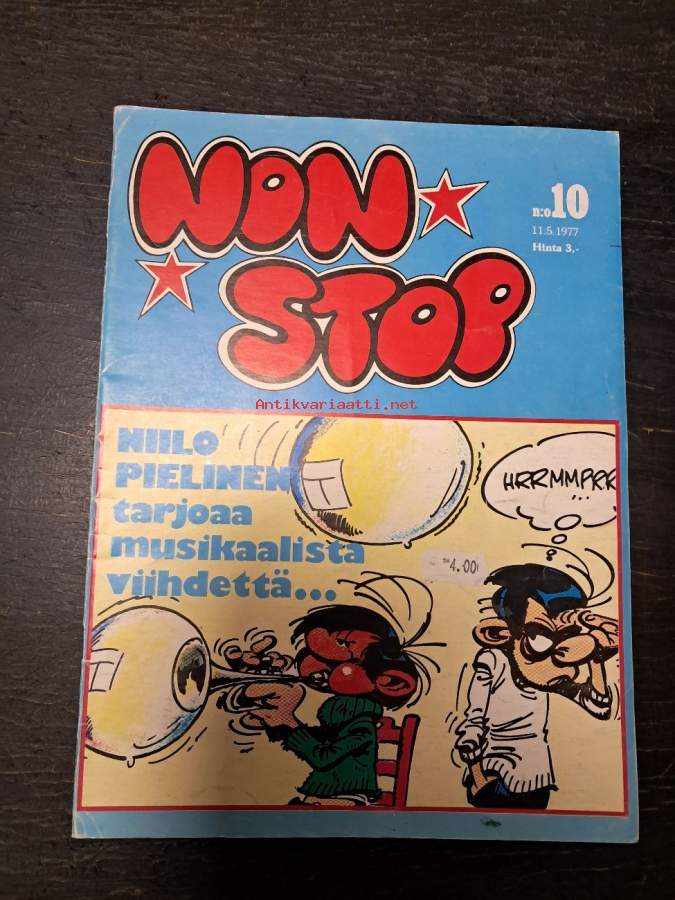 NON
STOP
n:o 10
11.5.1977
Hinta 3,-
Antikvariaatti.net
NIILO
PIELINEN
tarjoaa
musikaalista
viihdettä...
HRRMMPRR
...
4.00